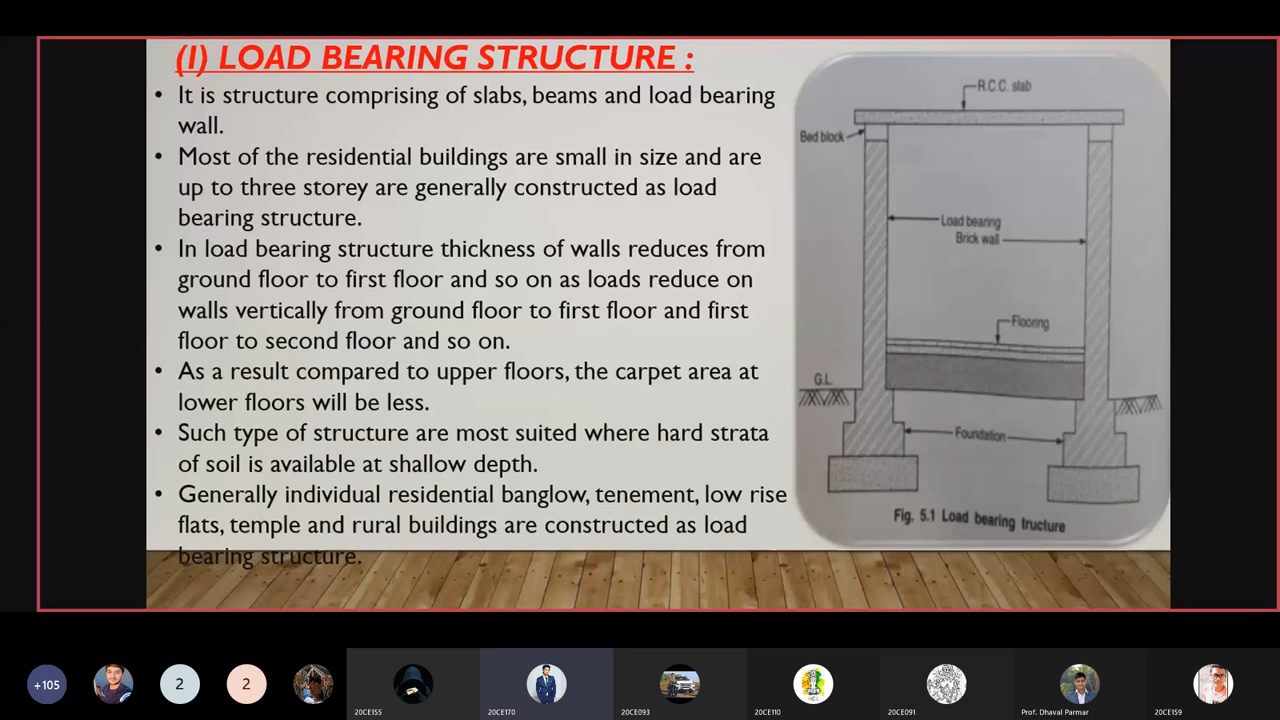 (I) LOAD BEARING STRUCTURE :
• It is structure comprising of slabs, beams and load bearing
wall.
• Most of the residential buildings are small in size and are
up to three storey are generally constructed as load
bearing structure.
• In load bearing structure thickness of walls reduces from
ground floor to first floor and so on as loads reduce on
walls vertically from ground floor to first floor and first
floor to second floor and so on.
• As a result compared to upper floors, the carpet area at
lower floors will be less.
• Such type of structure are most suited where hard strata
of soil is available at shallow depth.
• Generally individual residential banglow, tenement, low rise
flats, temple and rural buildings are constructed as load
bearing structure.
R.C.C. slab
Bed block
Load bearing
Brick wall
Flooring
G.L.
Foundation
Fig. 5.1 Load bearing tructure
+105
2
2
20CE155
20CE170
20CE093
20CE110
20CE091
Prof. Dhaval Parmar
20CE159